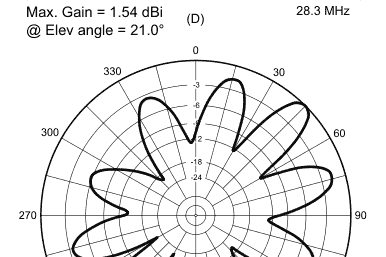 Max. Gain = 1.54 dBi
@ Elev angle = 21.0°
(D)
28.3 MHz
0
330
30
-3
-6
300
60
-18
-24
270
90